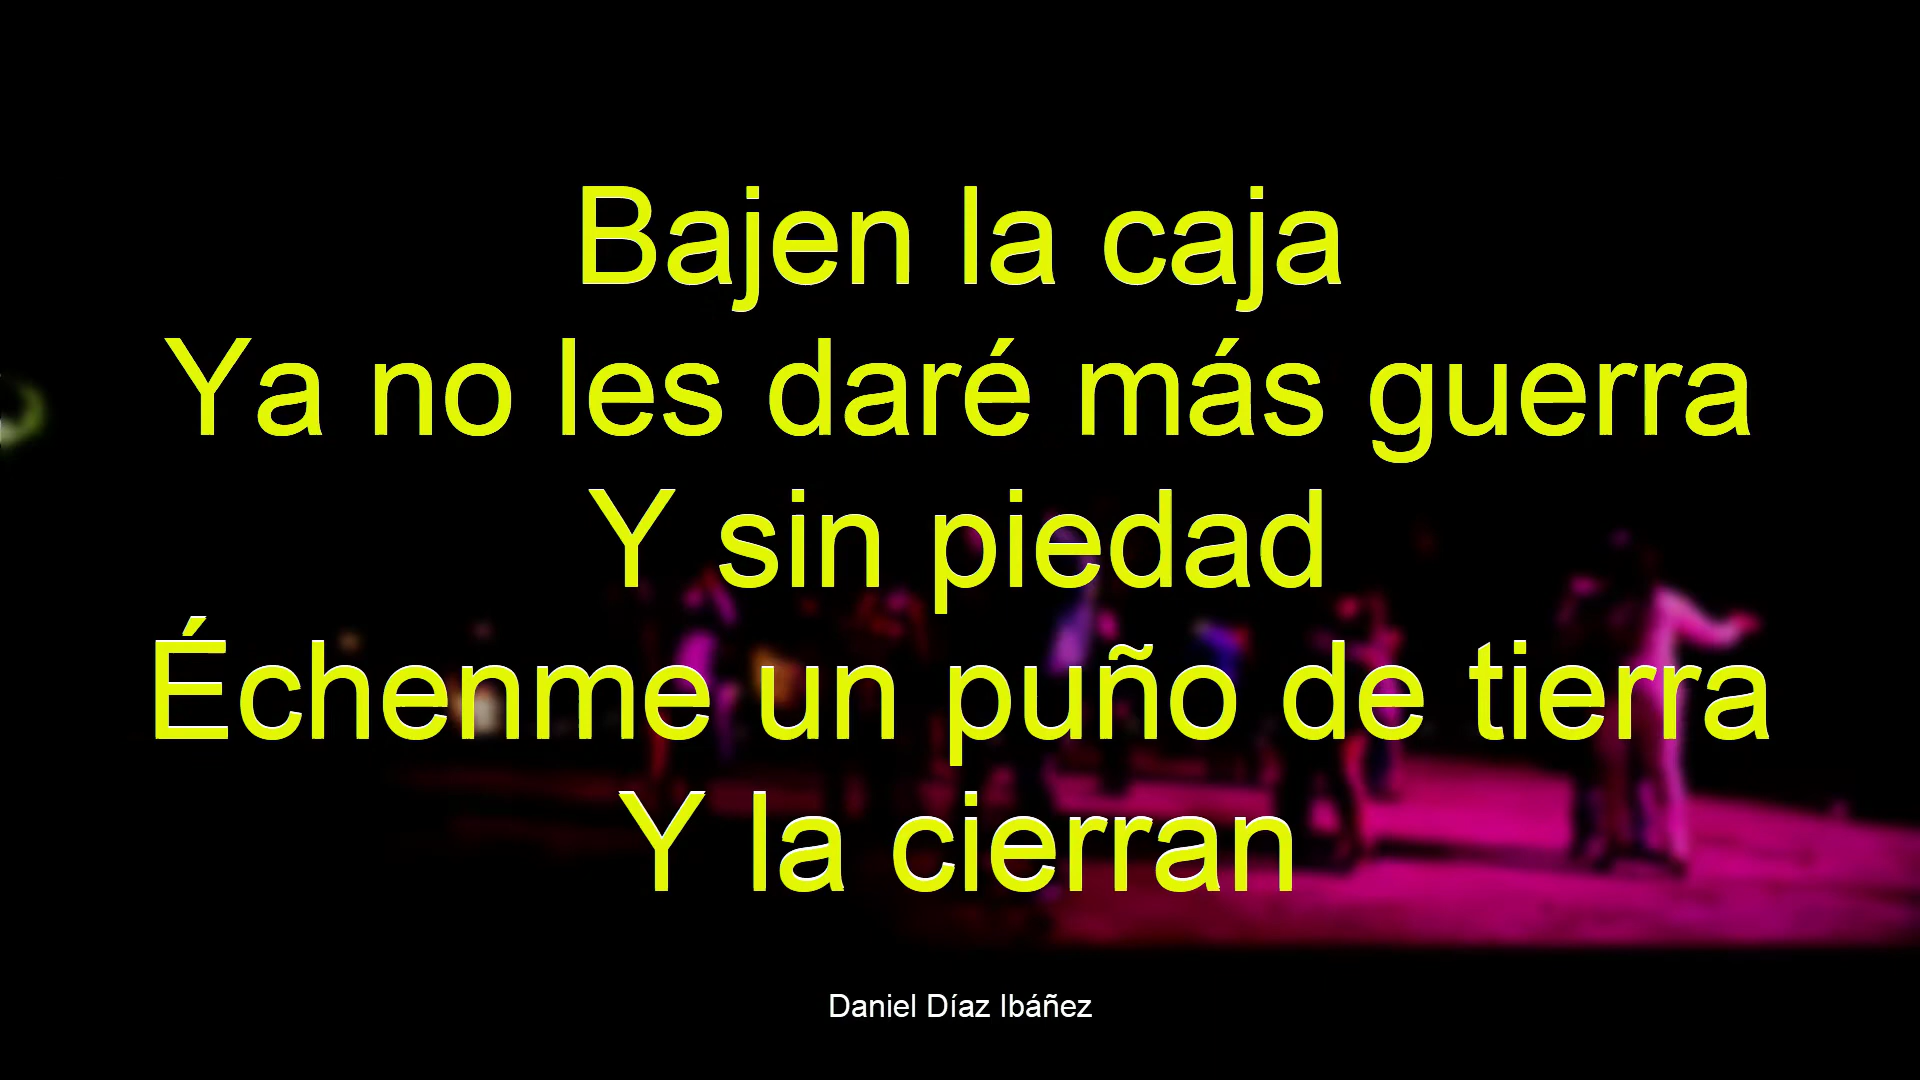 Bajen la caja
Ya no les daré más guerra
Y sin piedad
Échenme un puño de tierra
Y la cierran
Daniel Díaz Ibáñez